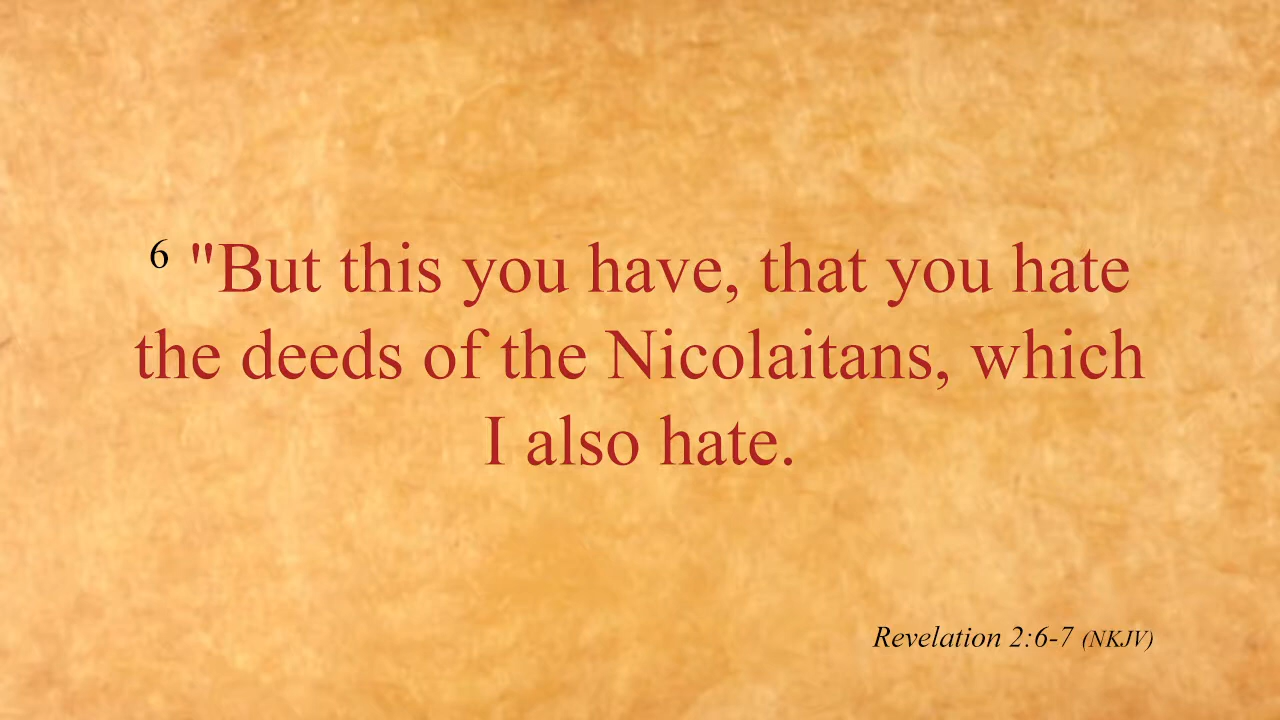 6 "But this you have, that you hate
the deeds of the Nicolaitans, which
I also hate.
Revelation 2:6-7 (NKJV)